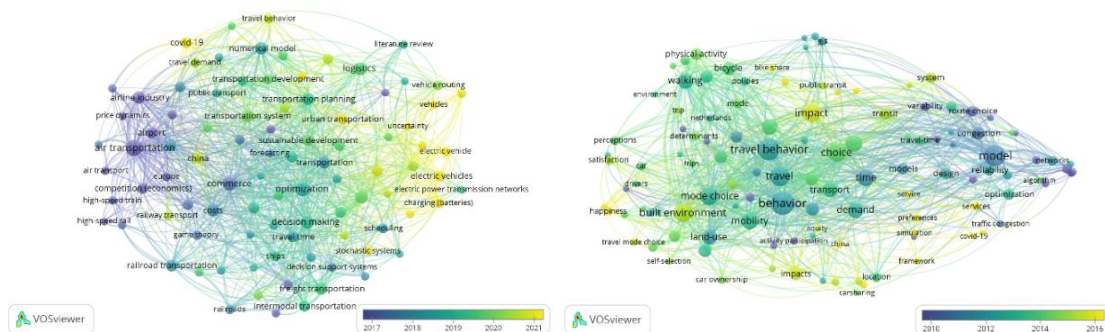 travel behavior
covid-19
numerical model
literature review
travel demand
logistics
transportation development
vehicle routing
public transport
airline industry
transportation planning
vehicles
price dynamics
transportation system
urban transportation
airport
uncertainty
sustainable development
air transportation
forecasting
china
transportation
electric vehicle
air transport
europe
commerce
electric vehicles
competition (economics)
optimization
electric power transmission networks
high-speed train
costs
charging (batteries)
railway transport
decision making
high-speed rail
scheduling
game theory
travel time
stochastic systems
ships
railroad transportation
decision support systems
freight transportation
railroads
intermodal transportation
VOSviewer
2017 2018 2019 2020 2021
physical-activity
bicycle
bike share
walking
policies
public transit
system
environment
trip
mode
impact
transit
variability
route choice
netherlands
perceptions
determinants
travel-time
congestion
travel behavior
choice
satisfaction
car
trips
models
model
networks
travel
time
design
reliability
drivers
mode choice
transport
algorithm
service
optimization
happiness
built environment
behavior
demand
services
mobility
preferences
traffic congestion
equity
simulation
land-use
covid-19
travel mode choice
activity participation
china
self-selection
framework
impacts
location
car ownership
carsharing
VOSviewer
2010 2012 2014